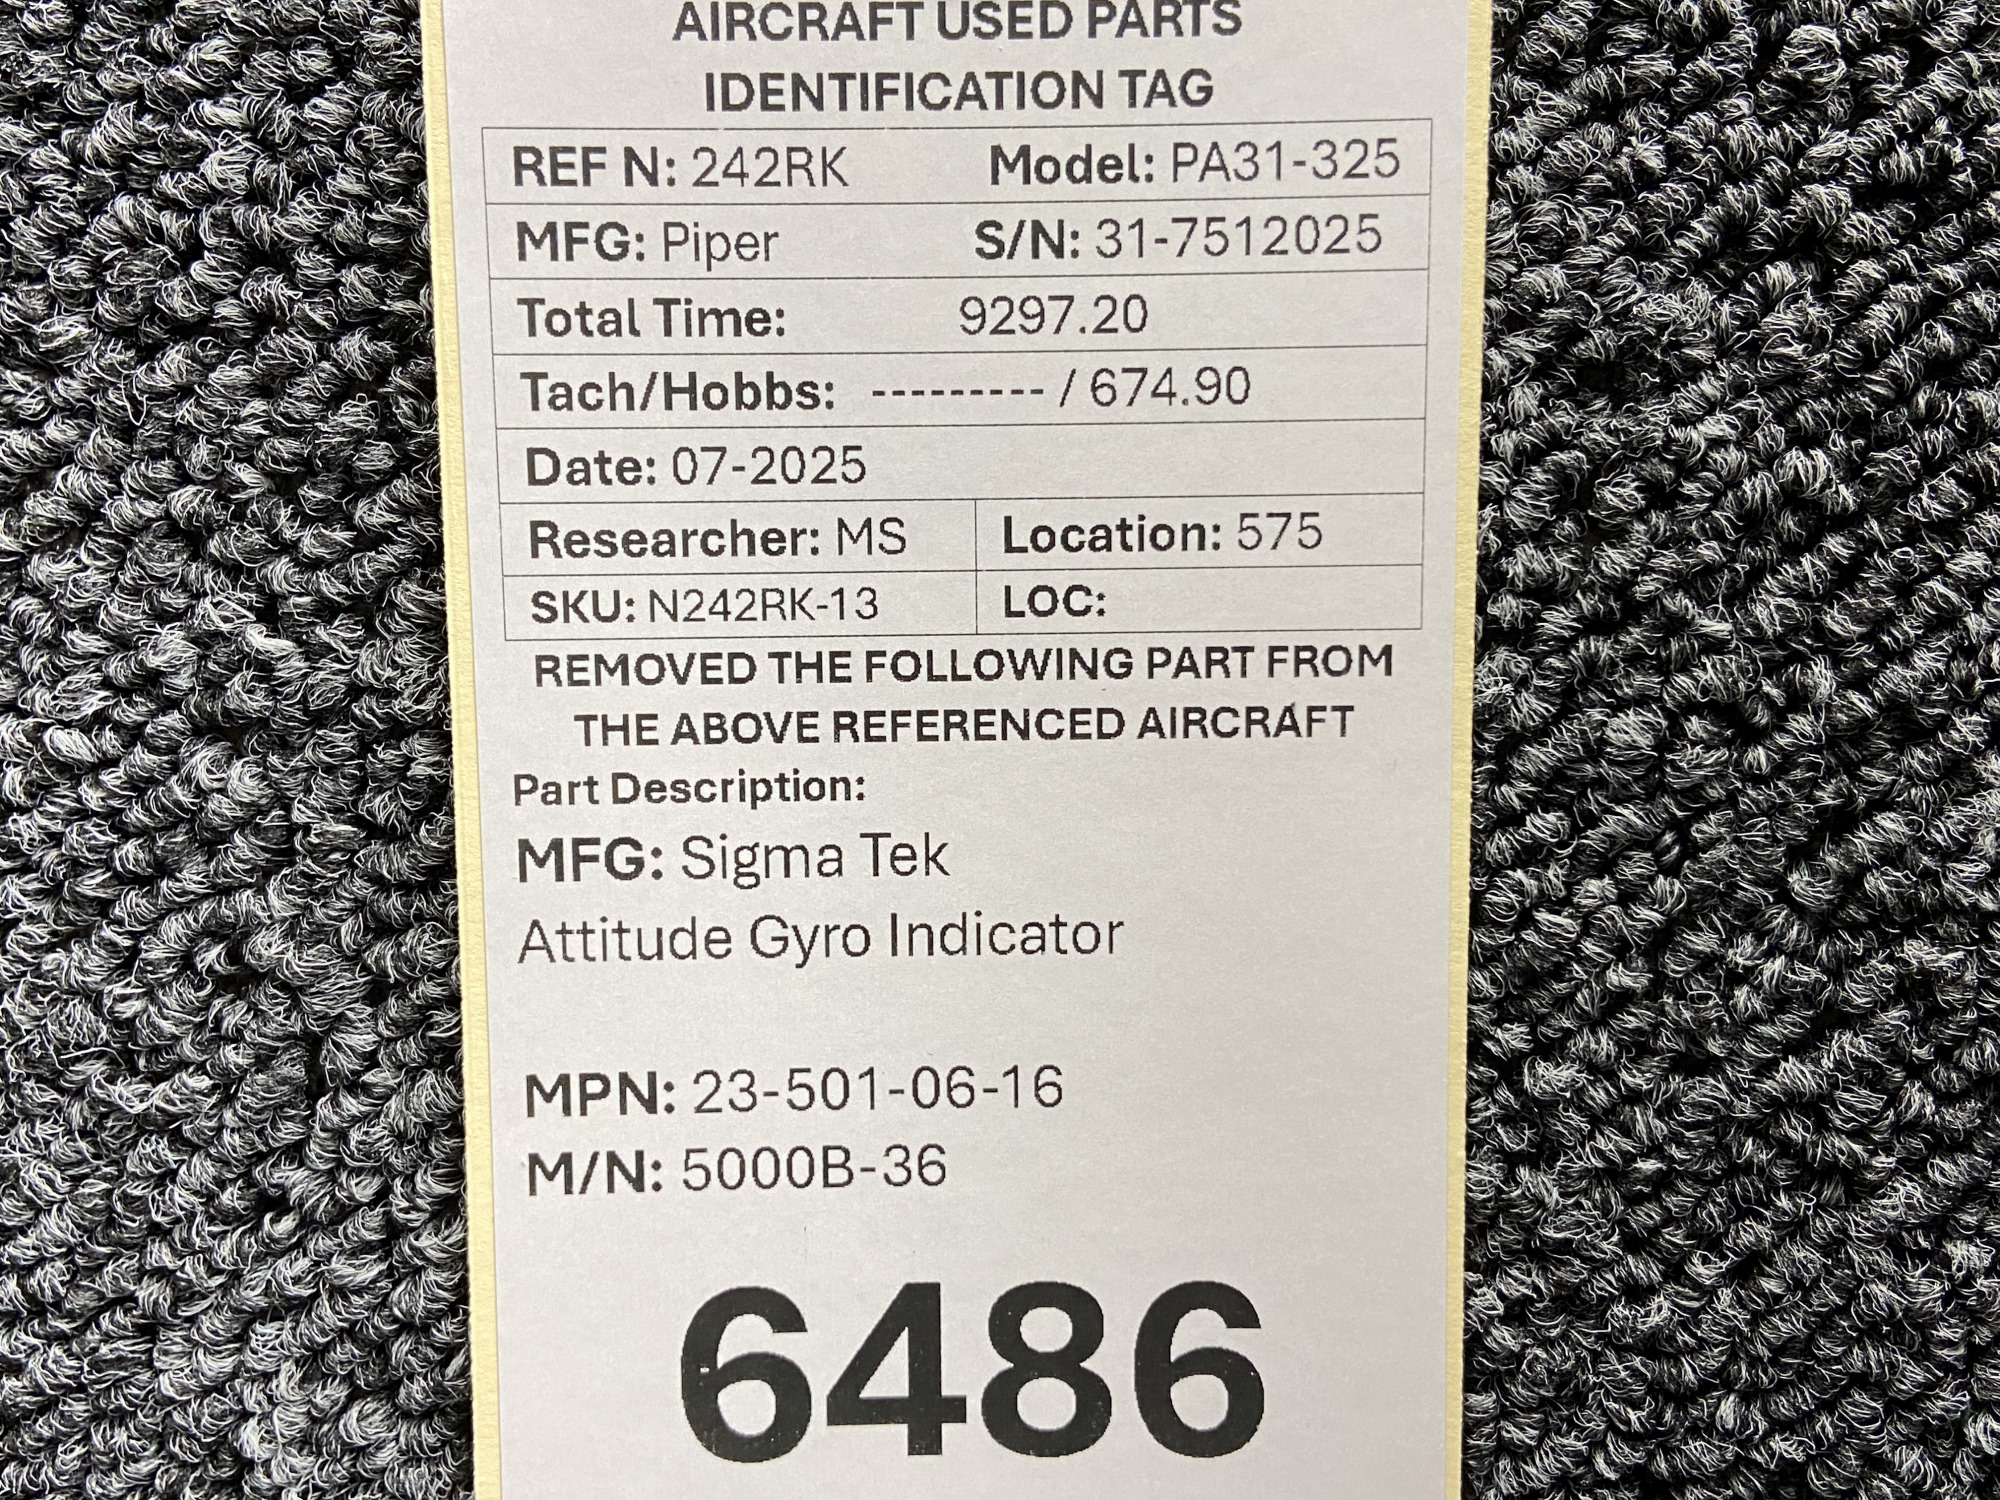 AIRCRAFT USED PARTS
IDENTIFICATION TAG
REF N: 242RK Model: PA31-325
MFG: Piper S/N: 31-7512025
Total Time: 9297.20
Tach/Hobbs: --------- / 674.90
Date: 07-2025
Researcher: MS Location: 575
SKU: N242RK-13 LOC:
REMOVED THE FOLLOWING PART FROM
THE ABOVE REFERENCED AIRCRAFT
Part Description:
MFG: Sigma Tek
Attitude Gyro Indicator
MPN: 23-501-06-16
M/N: 5000B-36
6486